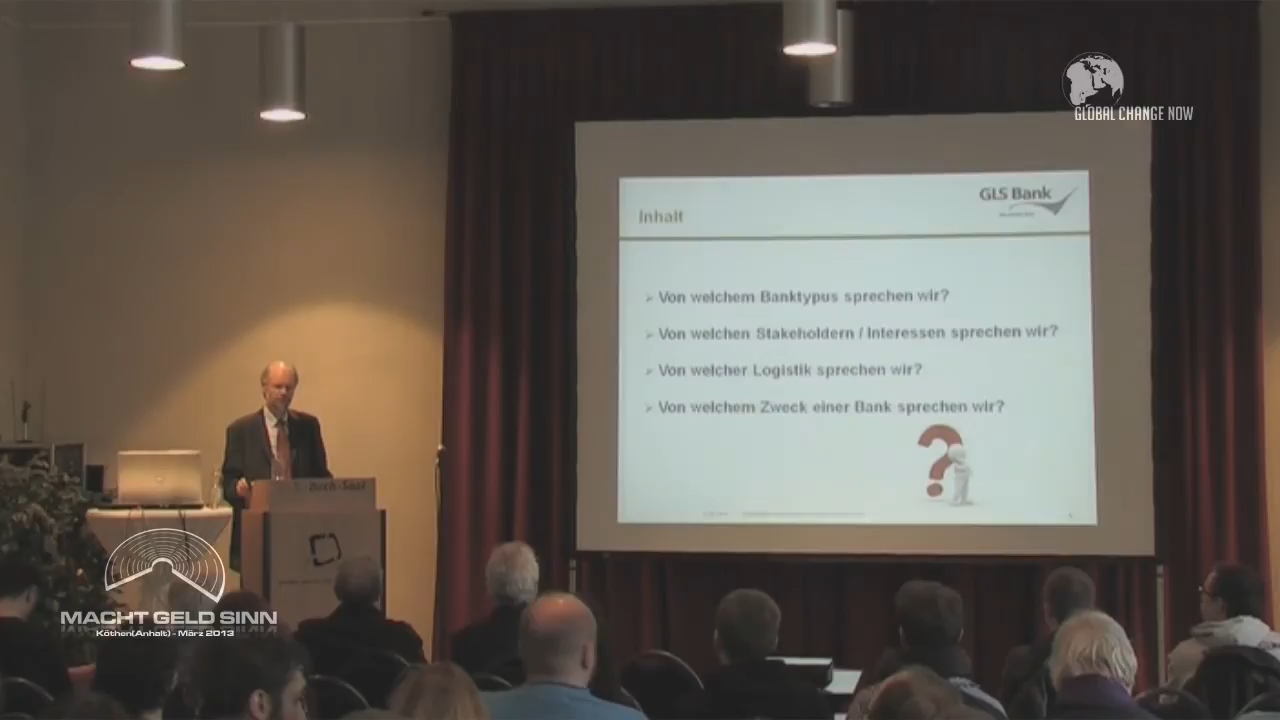 GLOBAL CHANGE NOW
GLS Bank
Inhalt
Von welchem Banktypus sprechen wir?
Von welchen Stakeholdern / Interessen sprechen wir?
Von welcher Logistik sprechen wir?
Von welchem Zweck einer Bank sprechen wir?
MACHT GELD SINN
Köthen(Anhalt) - März 2013